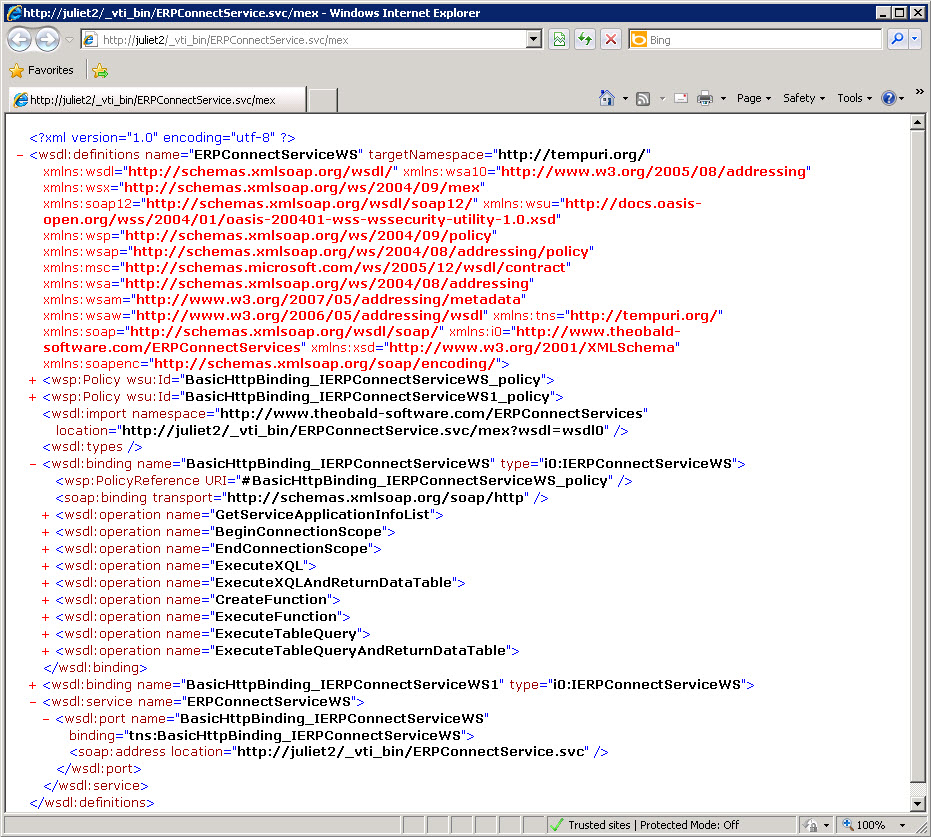 http://juliet2/_vti_bin/ERPConnectService.svc/mex - Windows Internet Explorer
http://juliet2/_vti_bin/ERPConnectService.svc/mex
Bing
Favorites
http://juliet2/_vti_bin/ERPConnectService.svc/mex
Page Safety Tools
<?xml version="1.0" encoding="utf-8" ?>
- <wsdl:definitions name="ERPConnectServiceWS" targetNamespace="http://tempuri.org/"
xmlns:wsdl="http://schemas.xmlsoap.org/wsdl/" xmlns:wsa10="http://www.w3.org/2005/08/addressing"
xmlns:wsx="http://schemas.xmlsoap.org/ws/2004/09/mex"
xmlns:soap12="http://schemas.xmlsoap.org/wsdl/soap12/" xmlns:wsu="http://docs.oasis-
open.org/wss/2004/01/oasis-200401-wss-wssecurity-utility-1.0.xsd"
xmlns:wsp="http://schemas.xmlsoap.org/ws/2004/09/policy"
xmlns:wsap="http://schemas.xmlsoap.org/ws/2004/08/addressing/policy"
xmlns:msc="http://schemas.microsoft.com/ws/2005/12/wsdl/contract"
xmlns:wsa="http://schemas.xmlsoap.org/ws/2004/08/addressing"
xmlns:wsam="http://www.w3.org/2007/05/addressing/metadata"
xmlns:wsaw="http://www.w3.org/2006/05/addressing/wsdl" xmlns:tns="http://tempuri.org/"
xmlns:soap="http://schemas.xmlsoap.org/wsdl/soap/" xmlns:i0="http://www.theobald-
software.com/ERPConnectServices" xmlns:xsd="http://www.w3.org/2001/XMLSchema"
xmlns:soapenc="http://schemas.xmlsoap.org/soap/encoding/">
+ <wsp:Policy wsu:Id="BasicHttpBinding_IERPConnectServiceWS_policy">
+ <wsp:Policy wsu:Id="BasicHttpBinding_IERPConnectServiceWS1_policy">
<wsdl:import namespace="http://www.theobald-software.com/ERPConnectServices"
location="http://juliet2/_vti_bin/ERPConnectService.svc/mex?wsdl=wsdl0" />
<wsdl:types />
- <wsdl:binding name="BasicHttpBinding_IERPConnectServiceWS" type="i0:IERPConnectServiceWS">
<wsp:PolicyReference URI="#BasicHttpBinding_IERPConnectServiceWS_policy" />
<soap:binding transport="http://schemas.xmlsoap.org/soap/http" />
+ <wsdl:operation name="GetServiceApplicationInfoList">
+ <wsdl:operation name="BeginConnectionScope">
+ <wsdl:operation name="EndConnectionScope">
+ <wsdl:operation name="ExecuteXQL">
+ <wsdl:operation name="ExecuteXQLAndReturnDataTable">
+ <wsdl:operation name="CreateFunction">
+ <wsdl:operation name="ExecuteFunction">
+ <wsdl:operation name="ExecuteTableQuery">
+ <wsdl:operation name="ExecuteTableQueryAndReturnDataTable">
</wsdl:binding>
+ <wsdl:binding name="BasicHttpBinding_IERPConnectServiceWS1" type="i0:IERPConnectServiceWS">
- <wsdl:service name="ERPConnectServiceWS">
- <wsdl:port name="BasicHttpBinding_IERPConnectServiceWS"
binding="tns:BasicHttpBinding_IERPConnectServiceWS">
<soap:address location="http://juliet2/_vti_bin/ERPConnectService.svc" />
</wsdl:port>
</wsdl:service>
</wsdl:definitions>
Trusted sites | Protected Mode: Off 100%